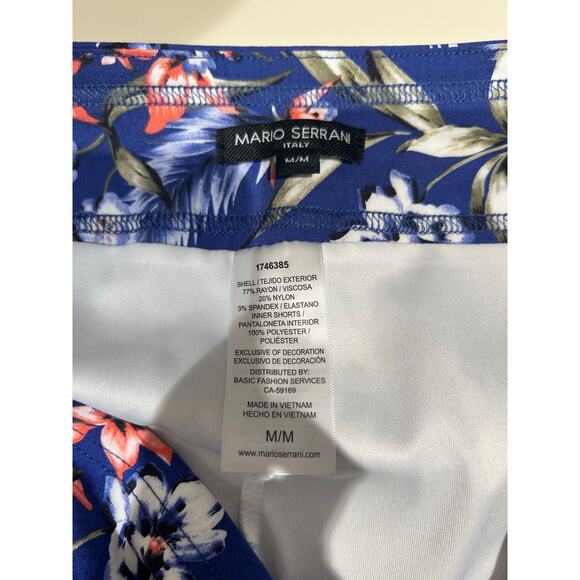 MARIO SERRANI
ITALY
M/M
1746385
SHELL / TEJIDO EXTERIOR
77% RAYON / VISCOSA
20% NYLON
3% SPANDEX / ELASTANO
INNER SHORTS /
PANTALONETA INTERIOR
100% POLYESTER /
POLIÉSTER
EXCLUSIVE OF DECORATION
EXCLUSIVO DE DECORACIÓN
DISTRIBUTED BY:
BASIC FASHION SERVICES
CA-59169
MADE IN VIETNAM
HECHO EN VIETNAM
M/M
www.marioserrani.com